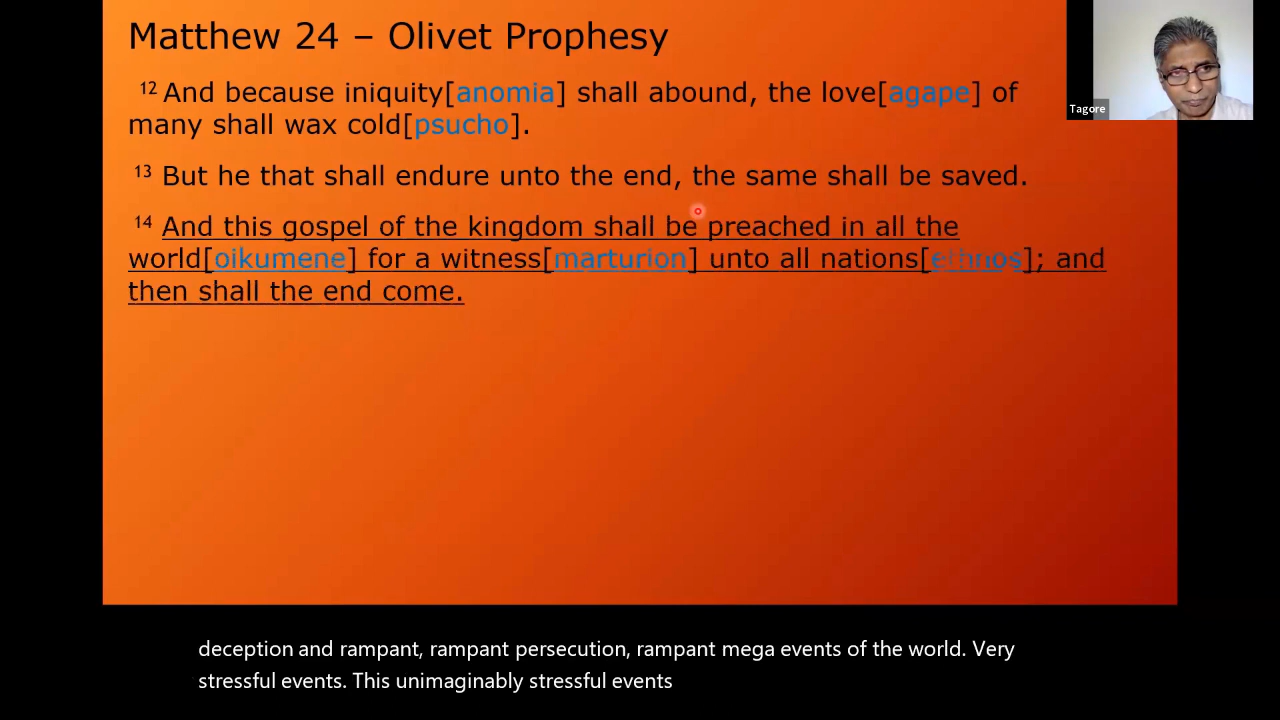 Matthew 24 – Olivet Prophesy
12 And because iniquity[anomia] shall abound, the love[agape] of
many shall wax cold[psucho].
13 But he that shall endure unto the end, the same shall be saved.
14 And this gospel of the kingdom shall be preached in all the
world[oikumene] for a witness[marturion] unto all nations[ethnos]; and
then shall the end come.
Tagore
deception and rampant, rampant persecution, rampant mega events of the world. Very
stressful events. This unimaginably stressful events